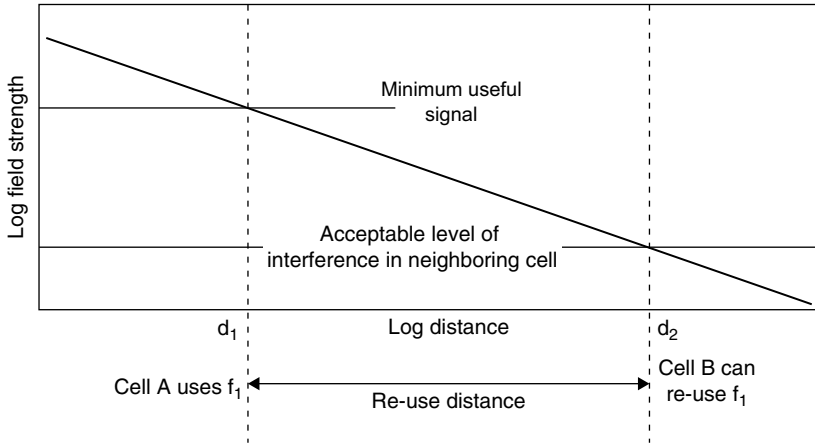 Log field strength
Minimum useful
signal
Acceptable level of
interference in neighboring cell
d₁
Log distance
d₂
Cell A uses f₁
Re-use distance
Cell B can
re-use f₁